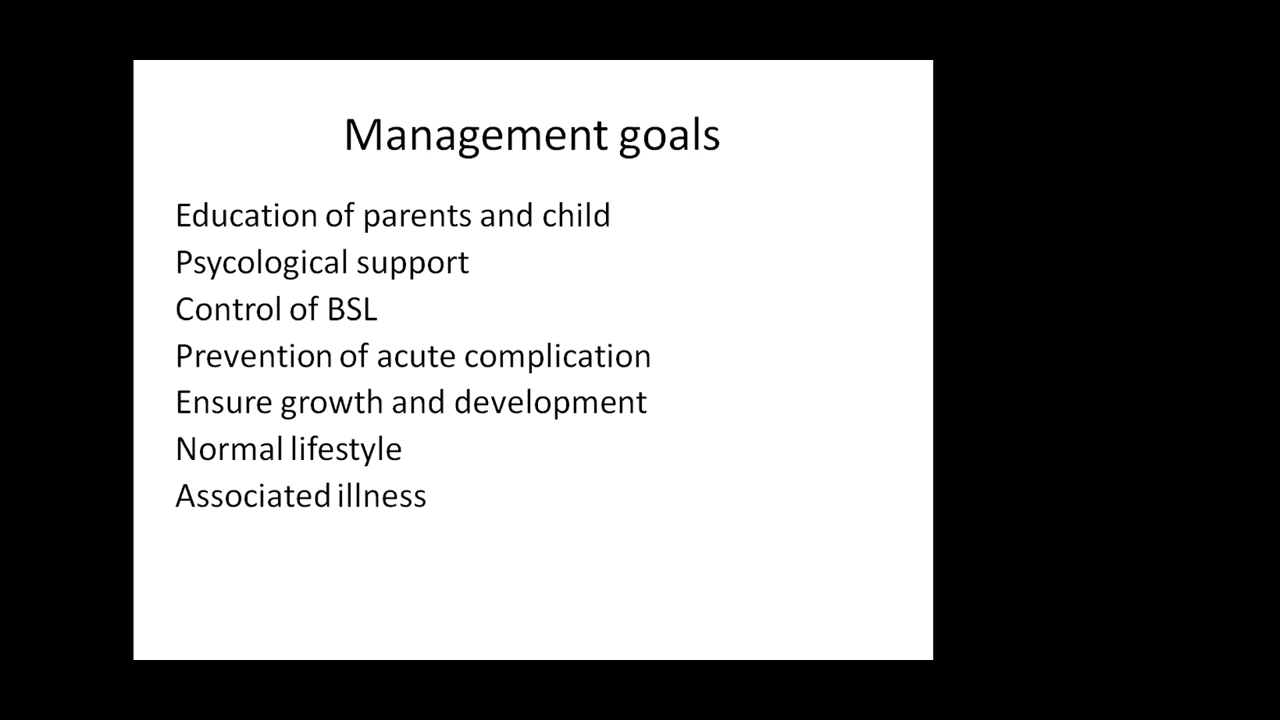 Management goals
Education of parents and child
Psycological support
Control of BSL
Prevention of acute complication
Ensure growth and development
Normal lifestyle
Associated illness